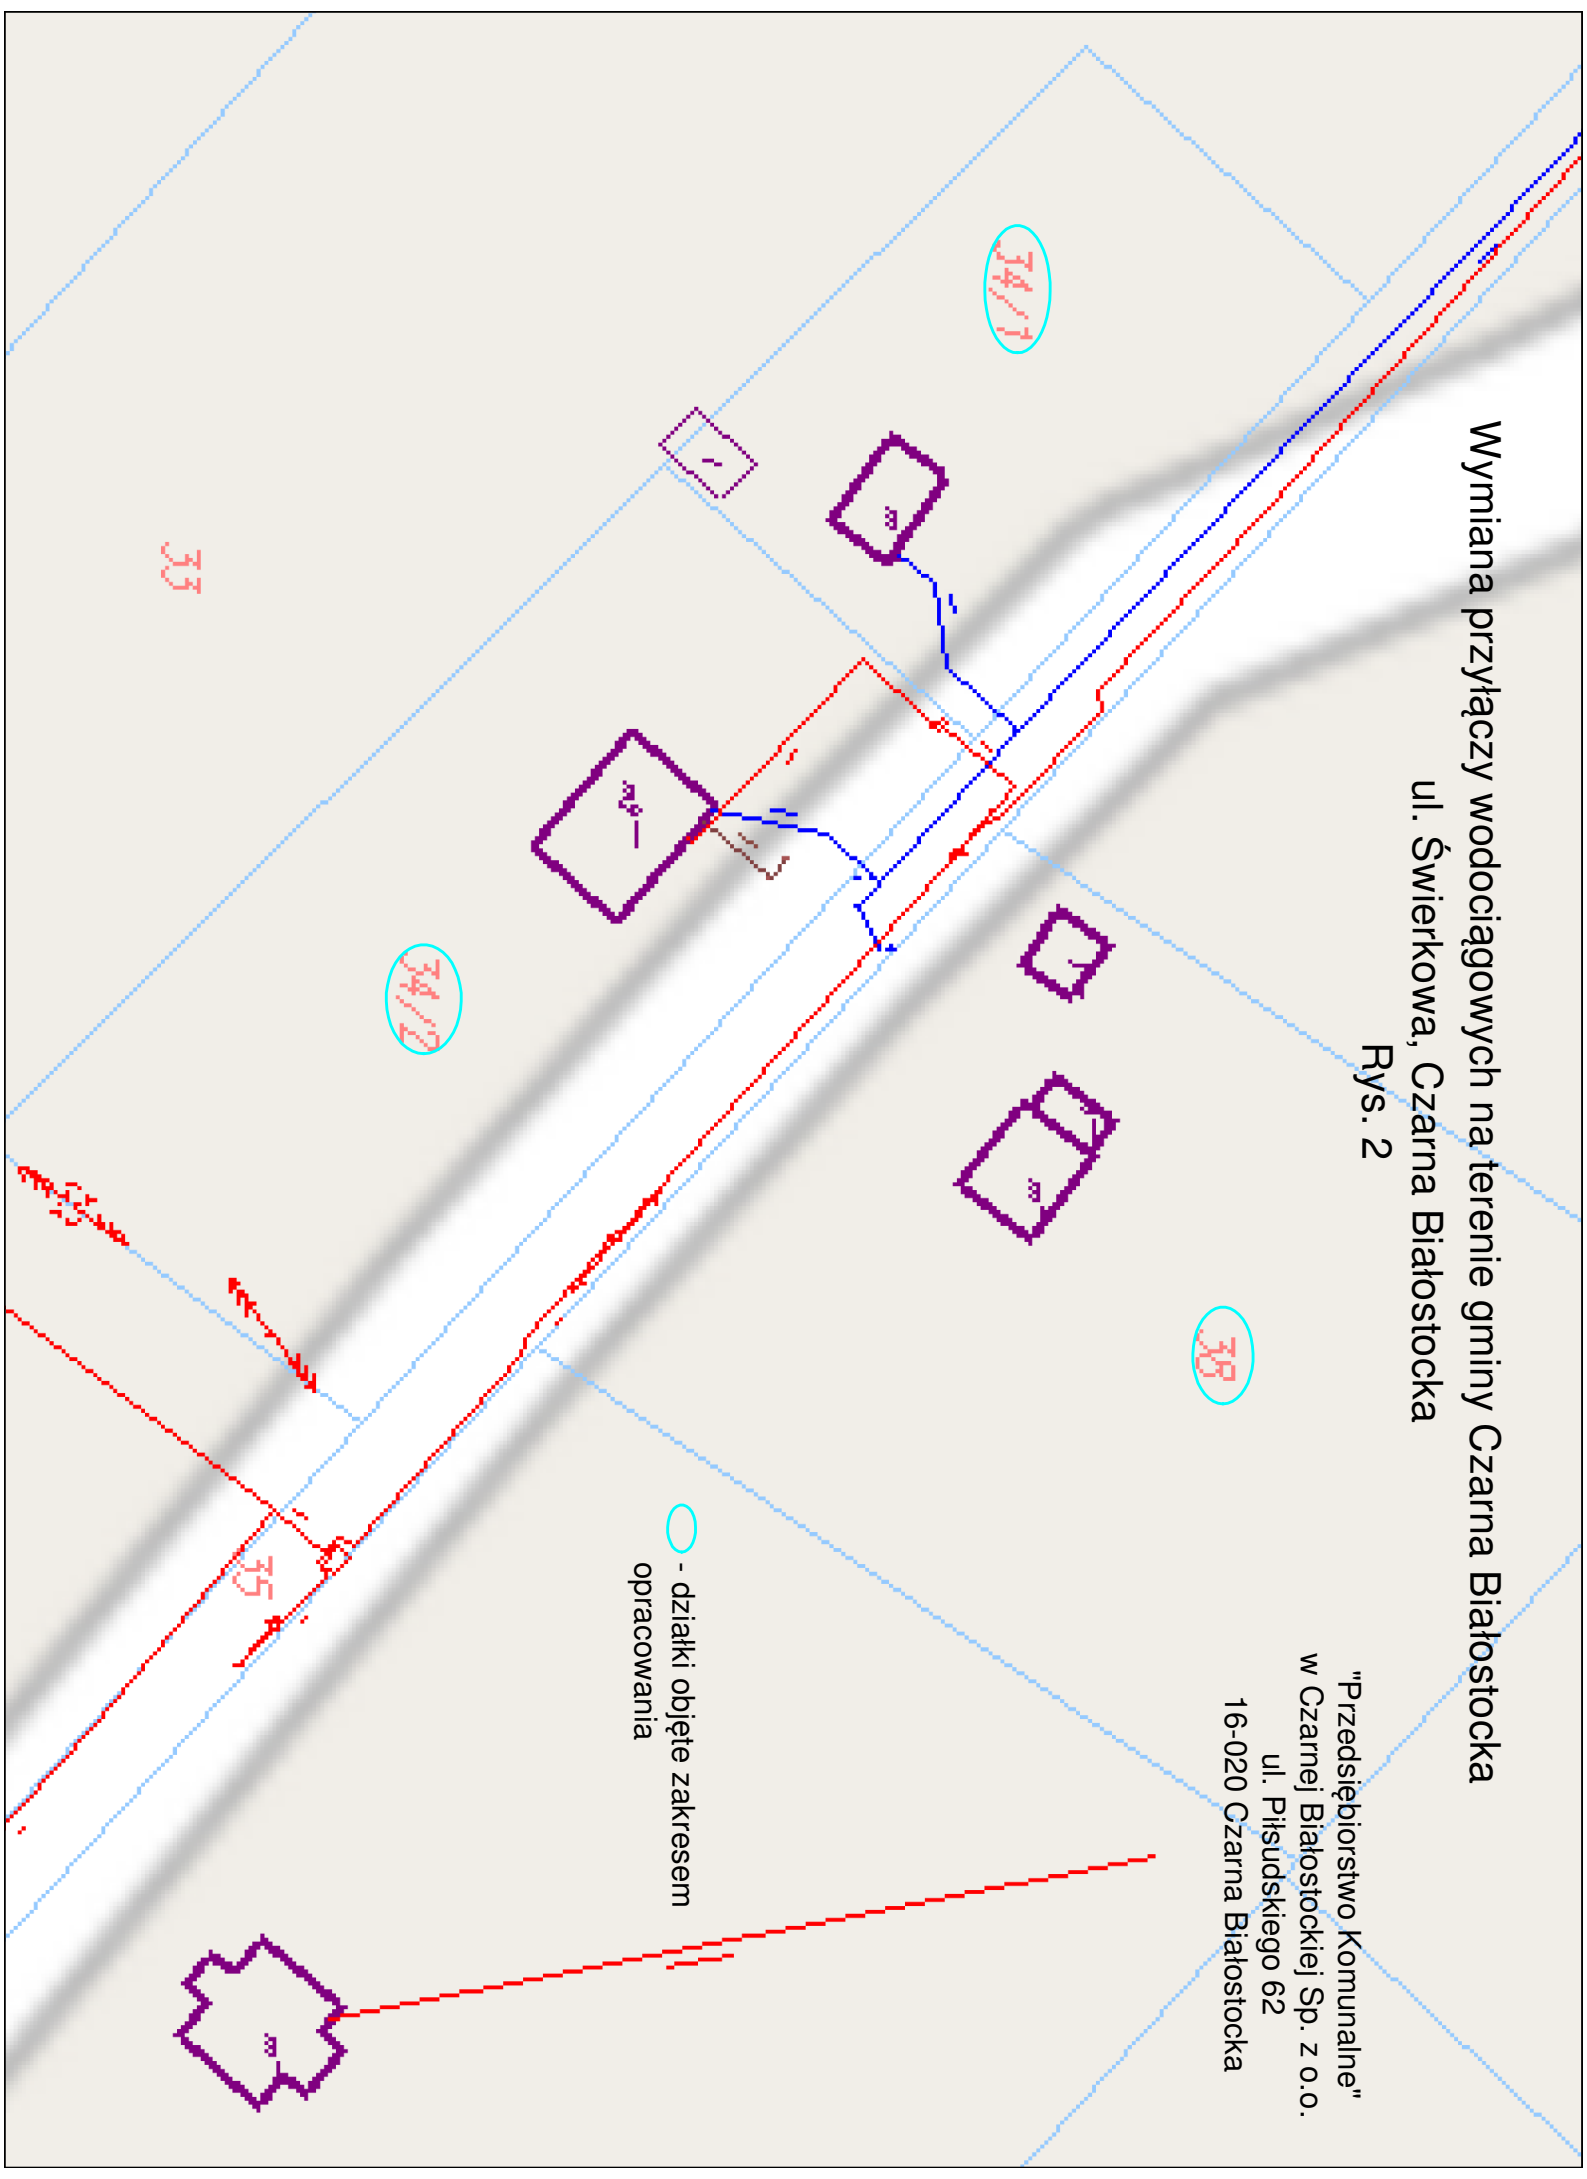 Wymiana przyłączy wodociągowych na terenie gminy Czarna Białostocka
ul. Świerkowa, Czarna Białostocka
Rys. 2
"Przedsiębiorstwo Komunalne"
w Czarnej Białostockiej Sp. z o.o.
ul. Piłsudskiego 62
16-020 Czarna Białostocka
34/1
38
33
34/2
35
- działki objęte zakresem
opracowania